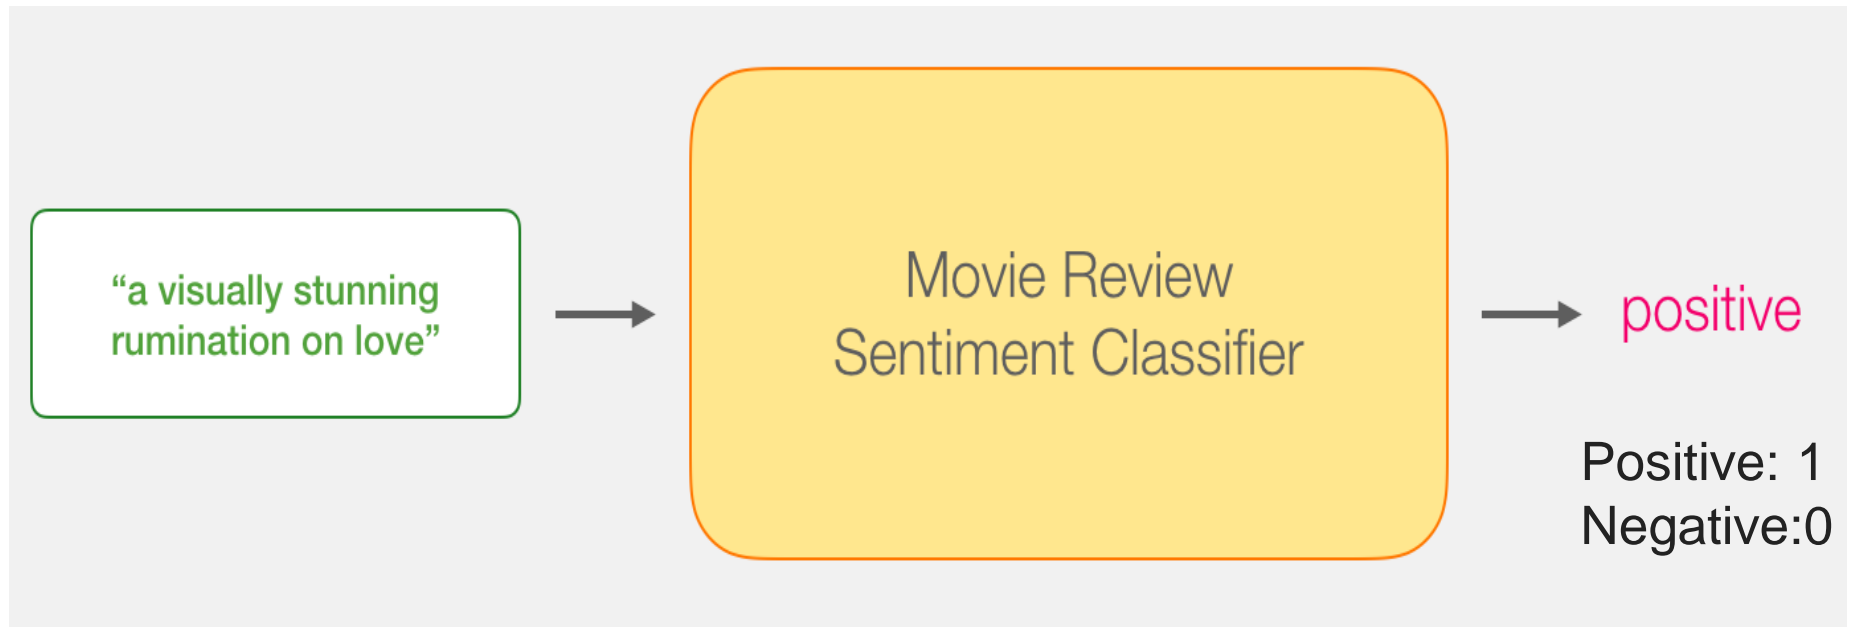 “a visually stunning
rumination on love”
Movie Review
Sentiment Classifier
positive
Positive: 1
Negative:0